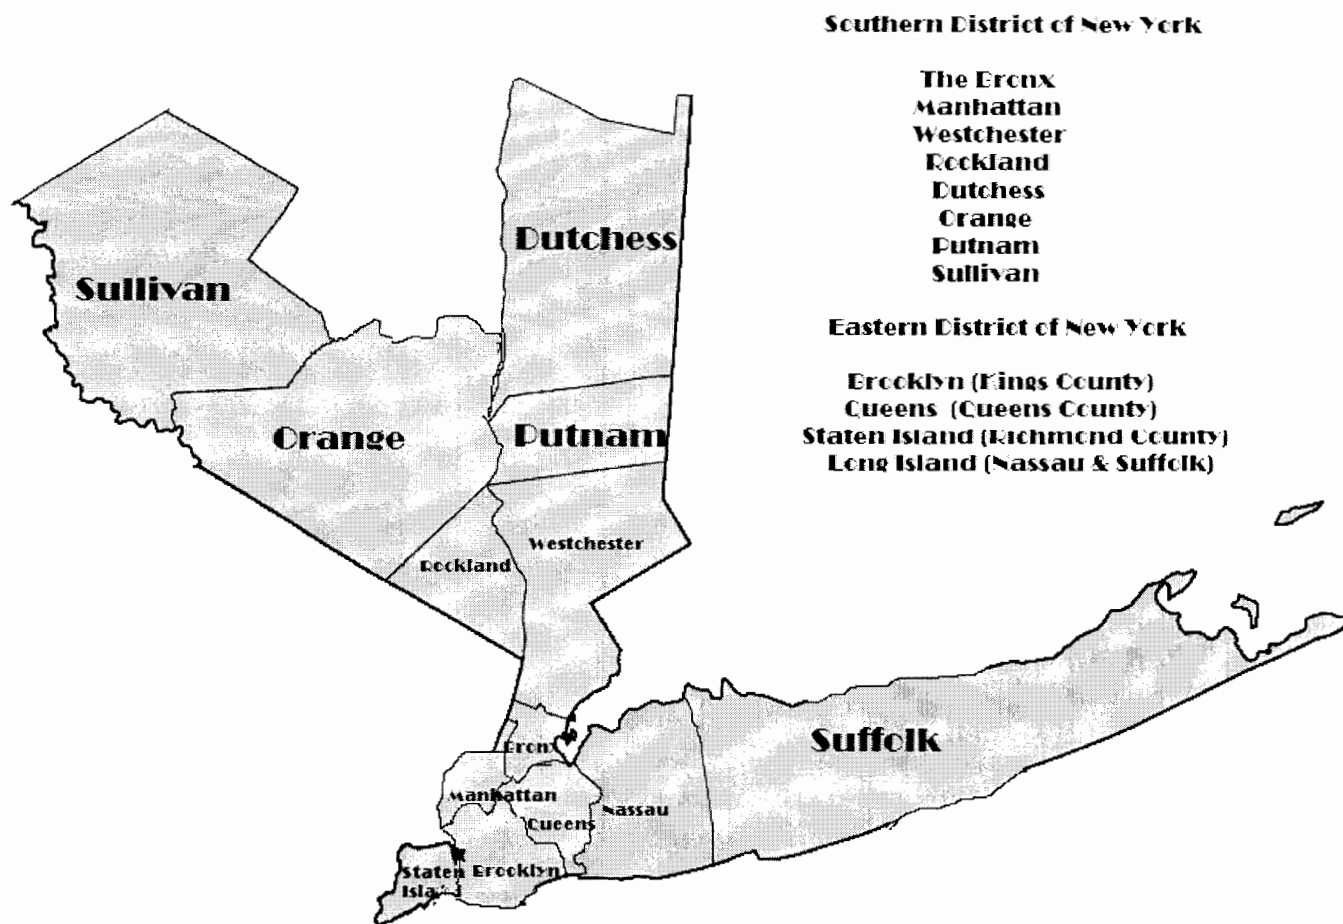 Southern District of New York
The Bronx
Manhattan
Westchester
Rockland
Dutchess
Orange
Putnam
Sullivan
Eastern District of New York
Brooklyn (Kings County)
Queens (Queens County)
Staten Island (Richmond County)
Long Island (Nassau & Suffolk)
Dutchess
Sullivan
Orange
Putnam
Westchester
Rockland
Suffolk
Bronx
Manhattan
Nassau
Queens
Staten
Island
Brooklyn